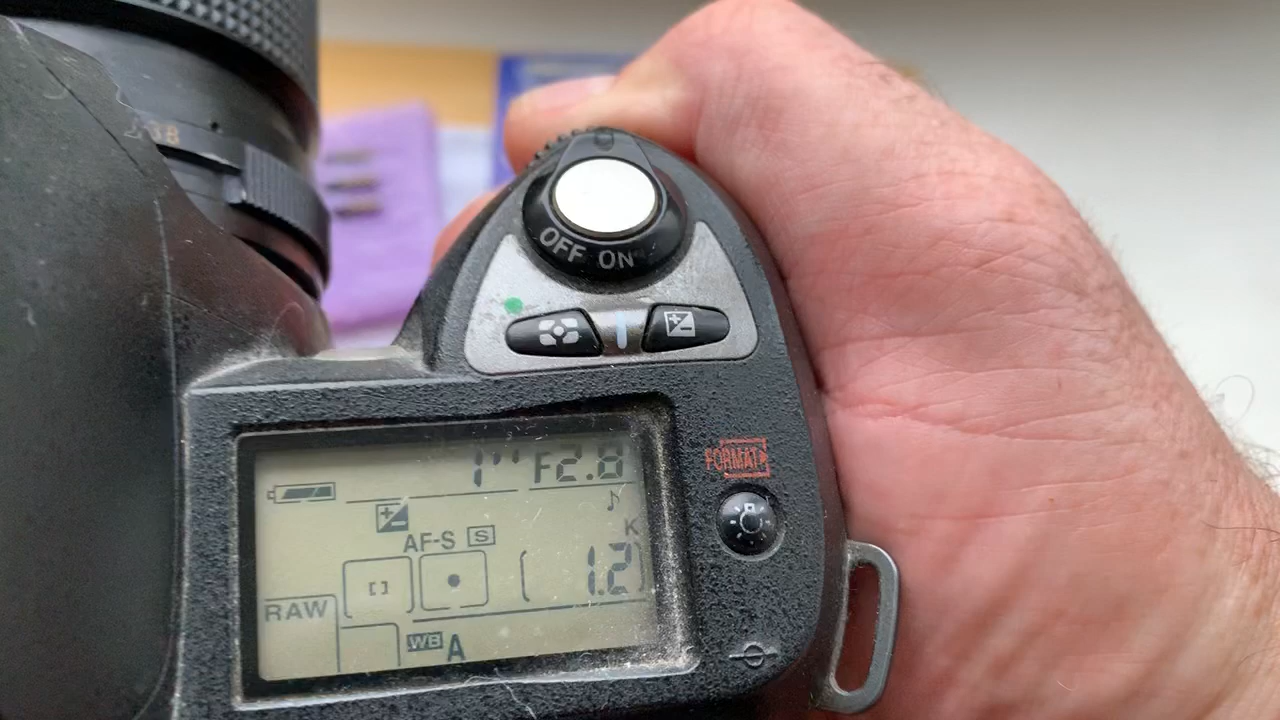 OFF ON
FORMAT
1" F2.8
K
AF-S S
[ 1.2]
RAW
WB A